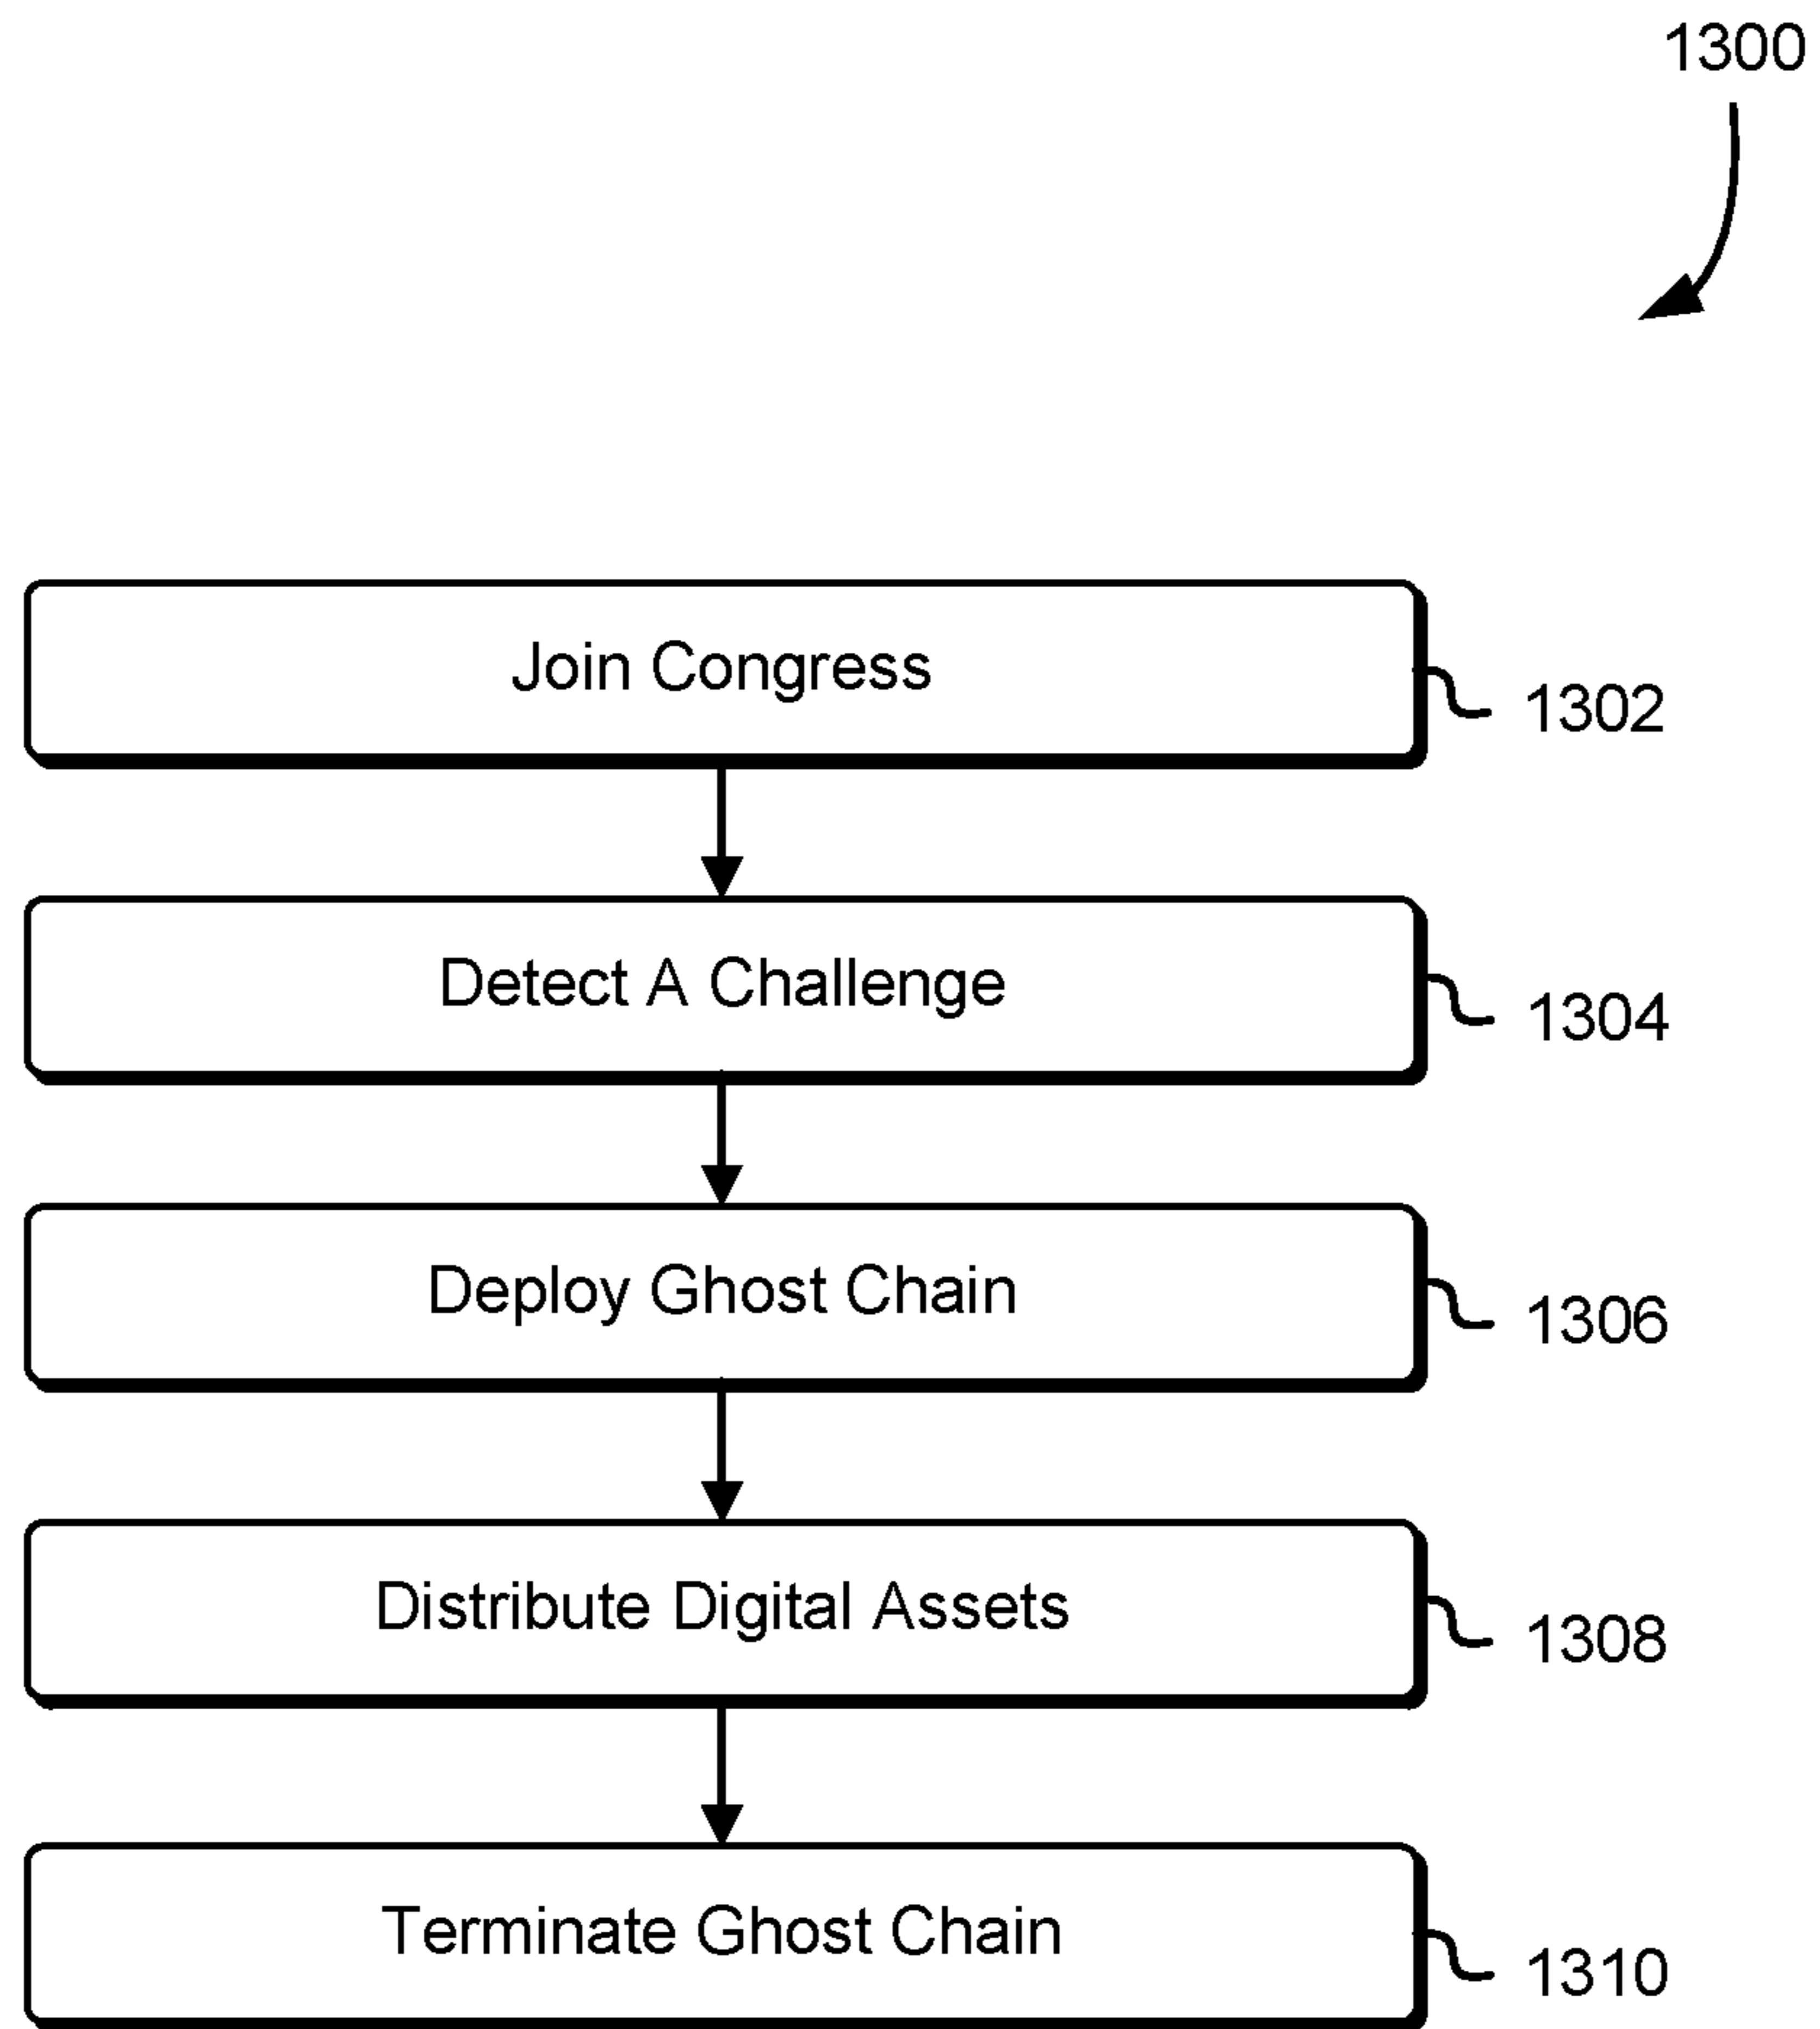 1300
Join Congress
1302
Detect A Challenge
1304
Deploy Ghost Chain
1306
Distribute Digital Assets
1308
Terminate Ghost Chain
1310